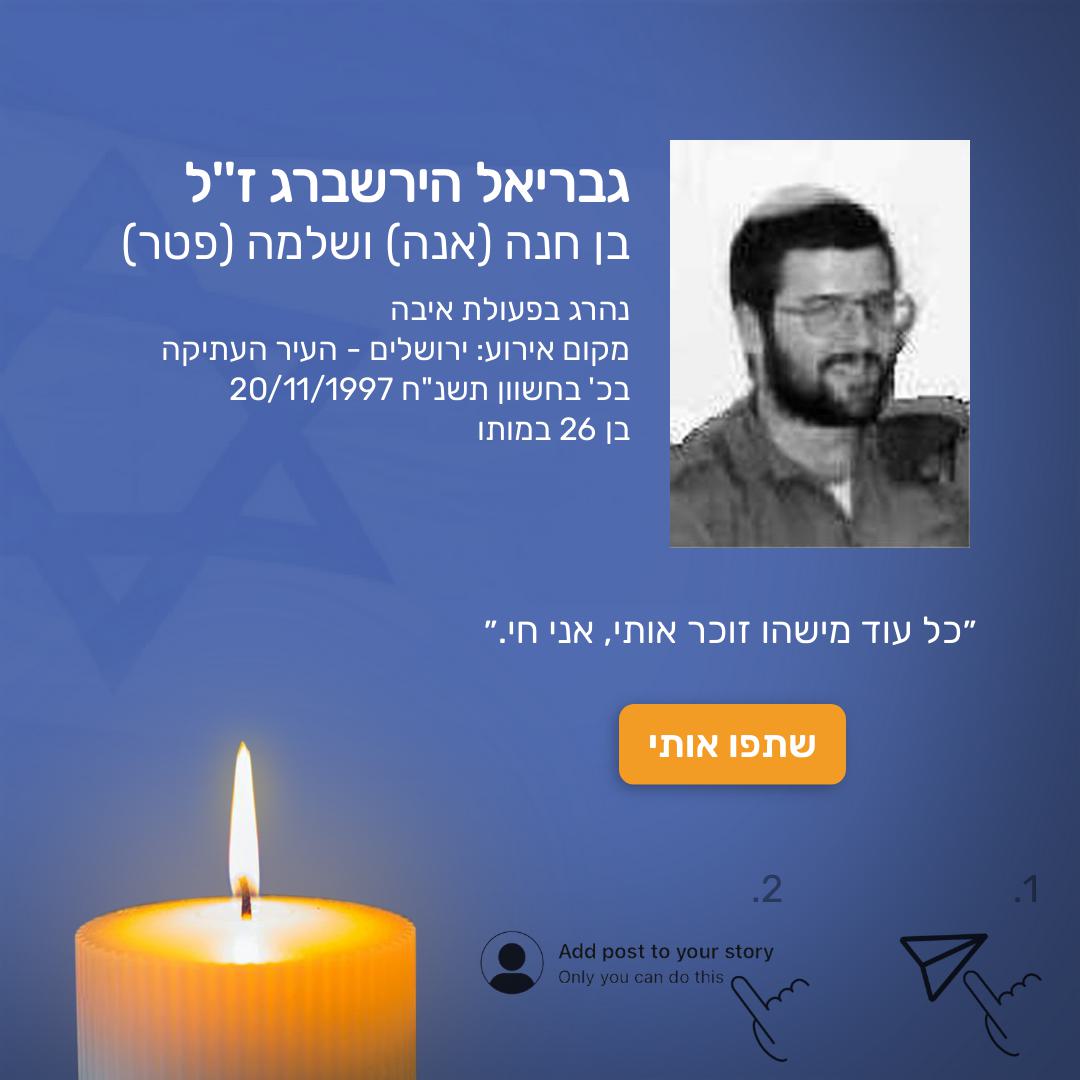 גבריאל הירשברג ז"ל
בן חנה (אנה) ושלמה (פטר)
נהרג בפעולת איבה
מקום אירוע: ירושלים - העיר העתיקה
בכ' בחשוון תשנ"ח 20/11/1997
בן 26 במותו
״כל עוד מישהו זוכר אותי, אני חי.״
שתפו אותי
1.
2.
Add post to your story
Only you can do this